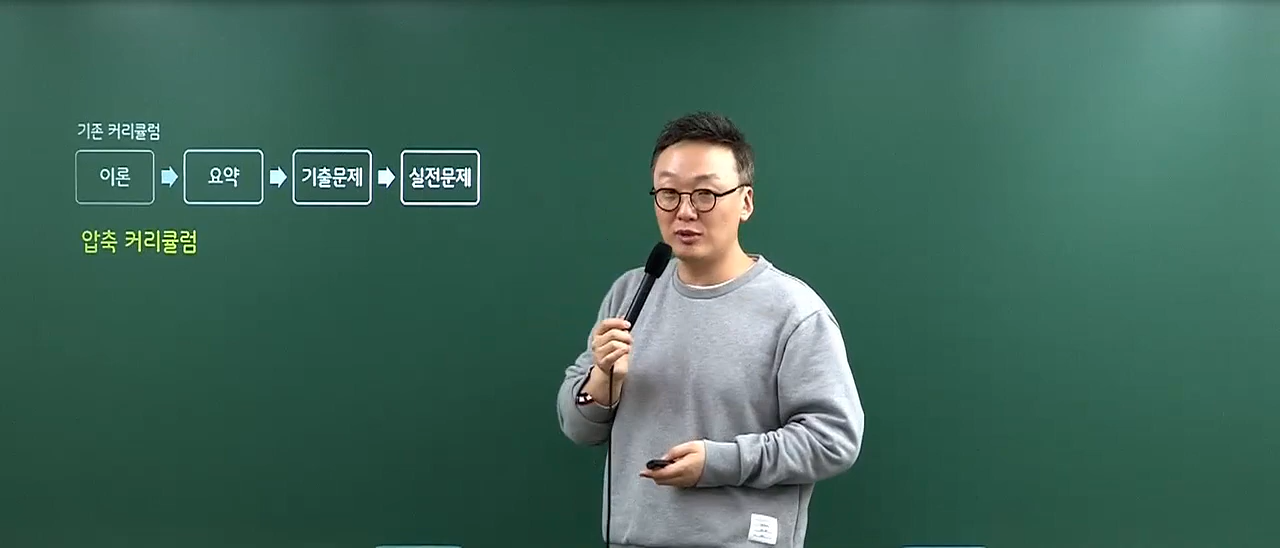 기존 커리큘럼
이론 요약 기출문제 실전문제
압축 커리큘럼